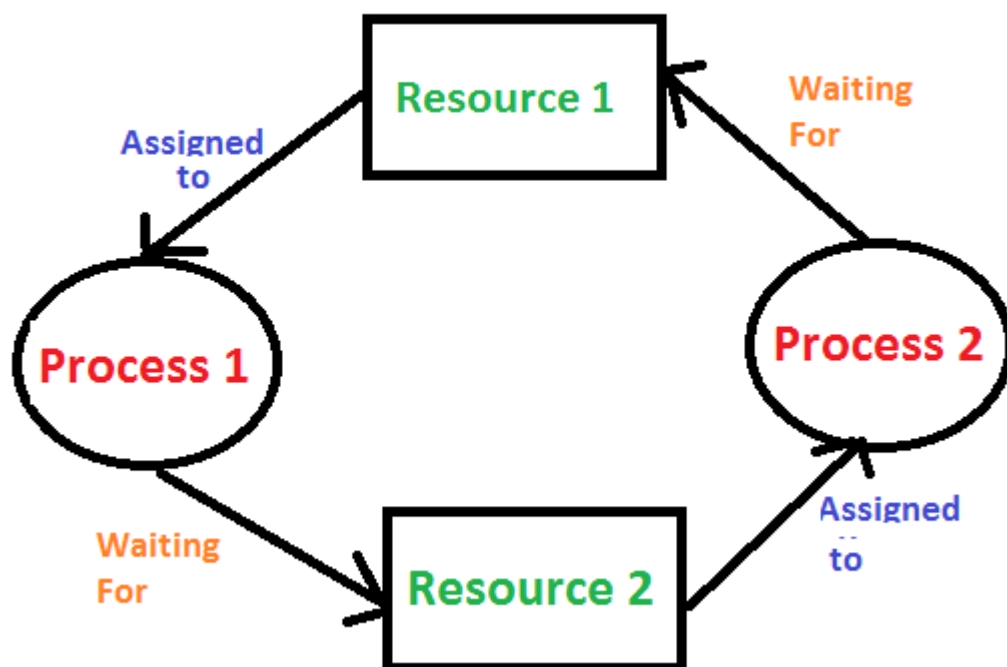 Resource 1
Waiting
For
Assigned
to
Process 1
Process 2
Waiting
For
Resource 2
Assigned
to